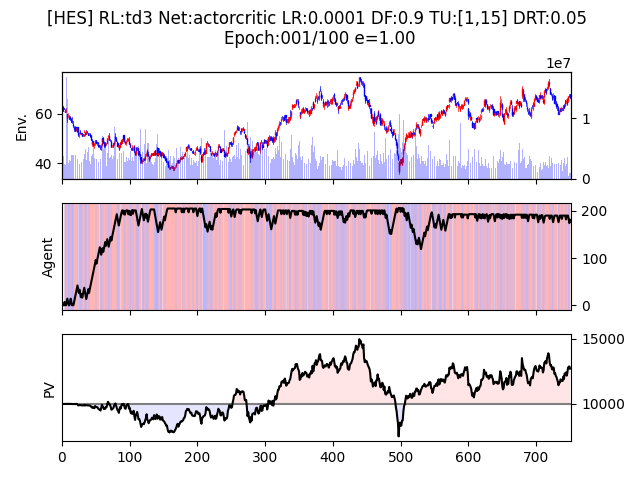 [HES] RL:td3 Net:actorcritic LR:0.0001 DF:0.9 TU:[1,15] DRT:0.05
Epoch:001/100 e=1.00
1e7
Env.
60
40
1
0
Agent
200
100
0
PV
15000
10000
0 100 200 300 400 500 600 700